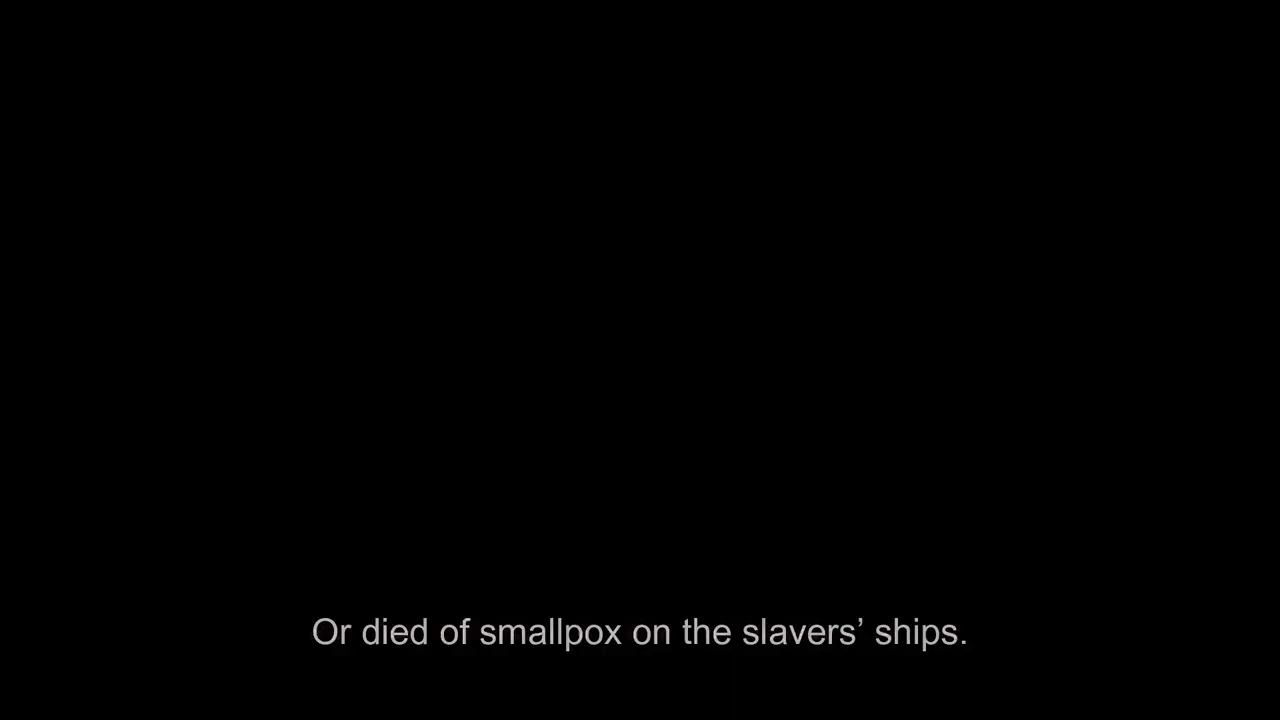 Or died of smallpox on the slavers’ ships.